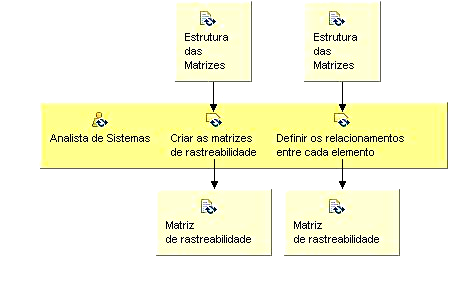 Estrutura
das
Matrizes
Estrutura
das
Matrizes
Analista de Sistemas
Criar as matrizes
de rastreabilidade
Definir os relacionamentos
entre cada elemento
Matriz
de rastreabilidade
Matriz
de rastreabilidade